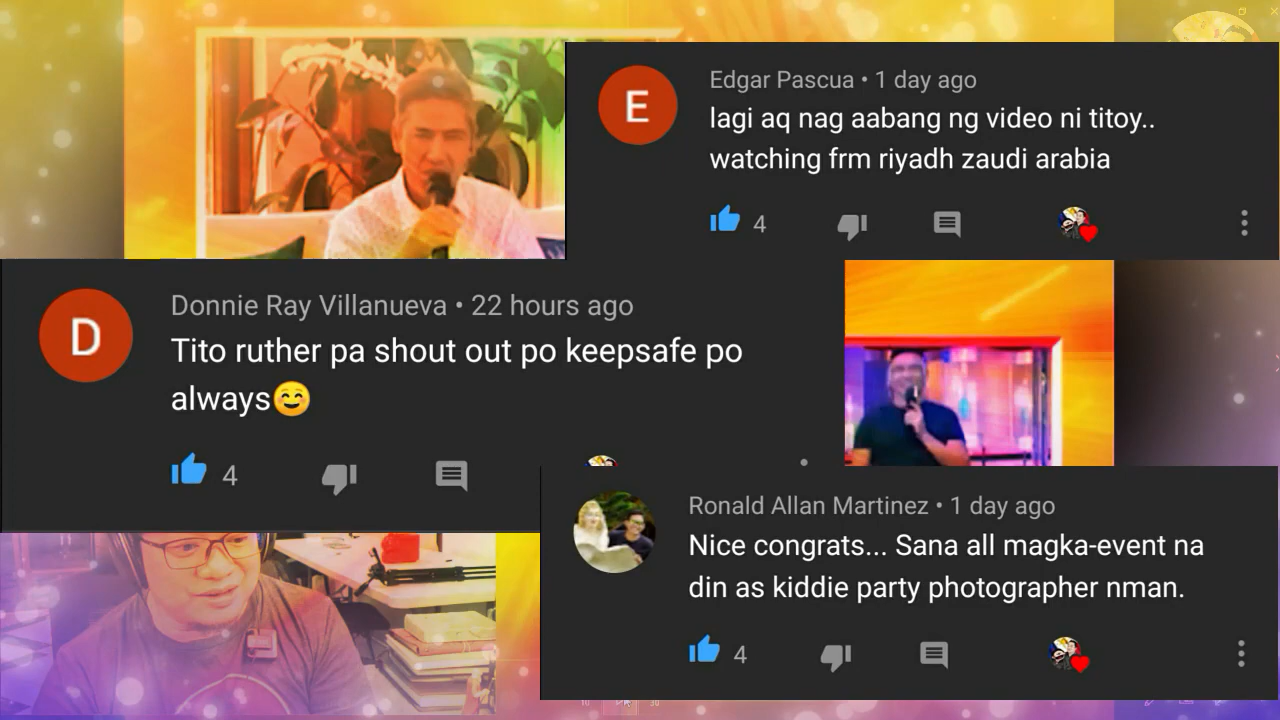 E
Edgar Pascua • 1 day ago
lagi aq nag aabang ng video ni titoy..
watching frm riyadh zaudi arabia
4
D
Donnie Ray Villanueva • 22 hours ago
Tito ruther pa shout out po keepsafe po
always😊
4
Ronald Allan Martinez • 1 day ago
Nice congrats... Sana all magka-event na
din as kiddie party photographer nman.
4